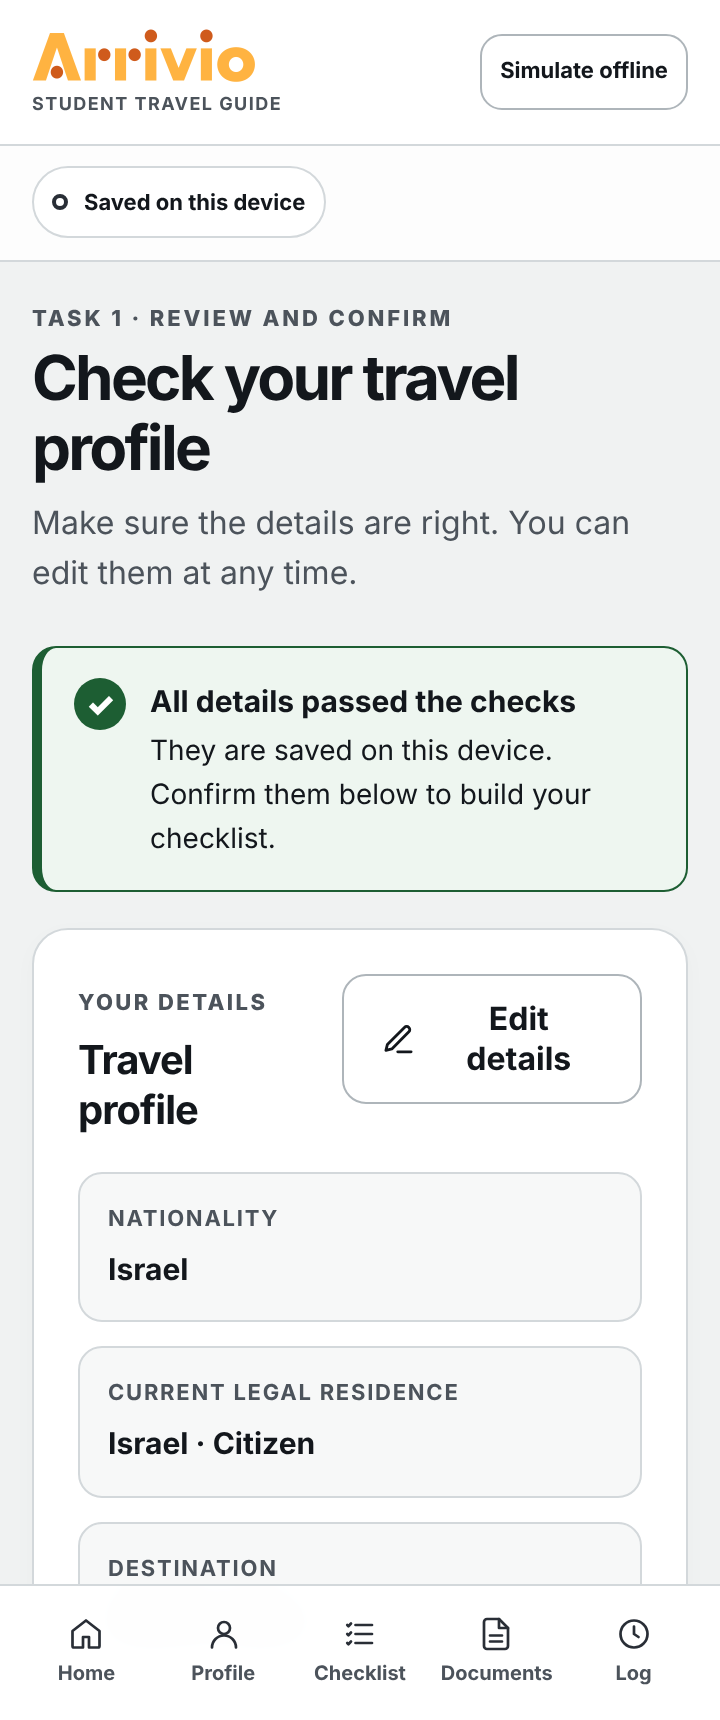 Arrivio
STUDENT TRAVEL GUIDE
Simulate offline
Saved on this device
TASK 1 · REVIEW AND CONFIRM
Check your travel
profile
Make sure the details are right. You can
edit them at any time.
All details passed the checks
They are saved on this device.
Confirm them below to build your
checklist.
YOUR DETAILS
Travel
profile
Edit
details
NATIONALITY
Israel
CURRENT LEGAL RESIDENCE
Israel · Citizen
DESTINATION
Home
Profile
Checklist
Documents
Log